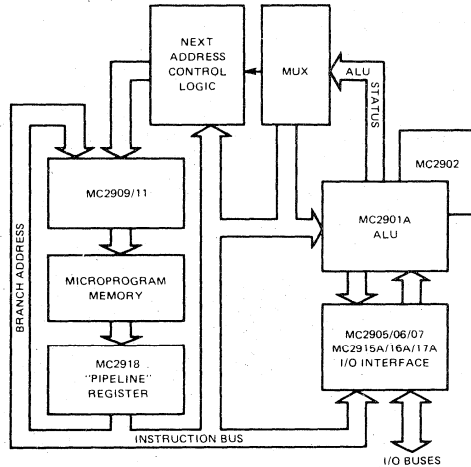 NEXT
ADDRESS
CONTROL
LOGIC
MUX
ALU
STATUS
MC2902
MC2909/11
MC2901A
ALU
BRANCH ADDRESS
MICROPROGRAM
MEMORY
MC2905/06/07
MC2915A/16A/17A
I/O INTERFACE
MC2918
"PIPELINE"
REGISTER
INSTRUCTION BUS
I/O BUSES